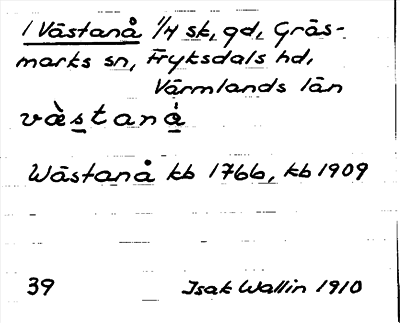 1 Västanå 1/4 sk, gd, Gräs-
marks sn, Fryksdals hd,
Värmlands län
vàstaná
Wästanå kb 1766, kb 1909
39 Isak Wallin 1910